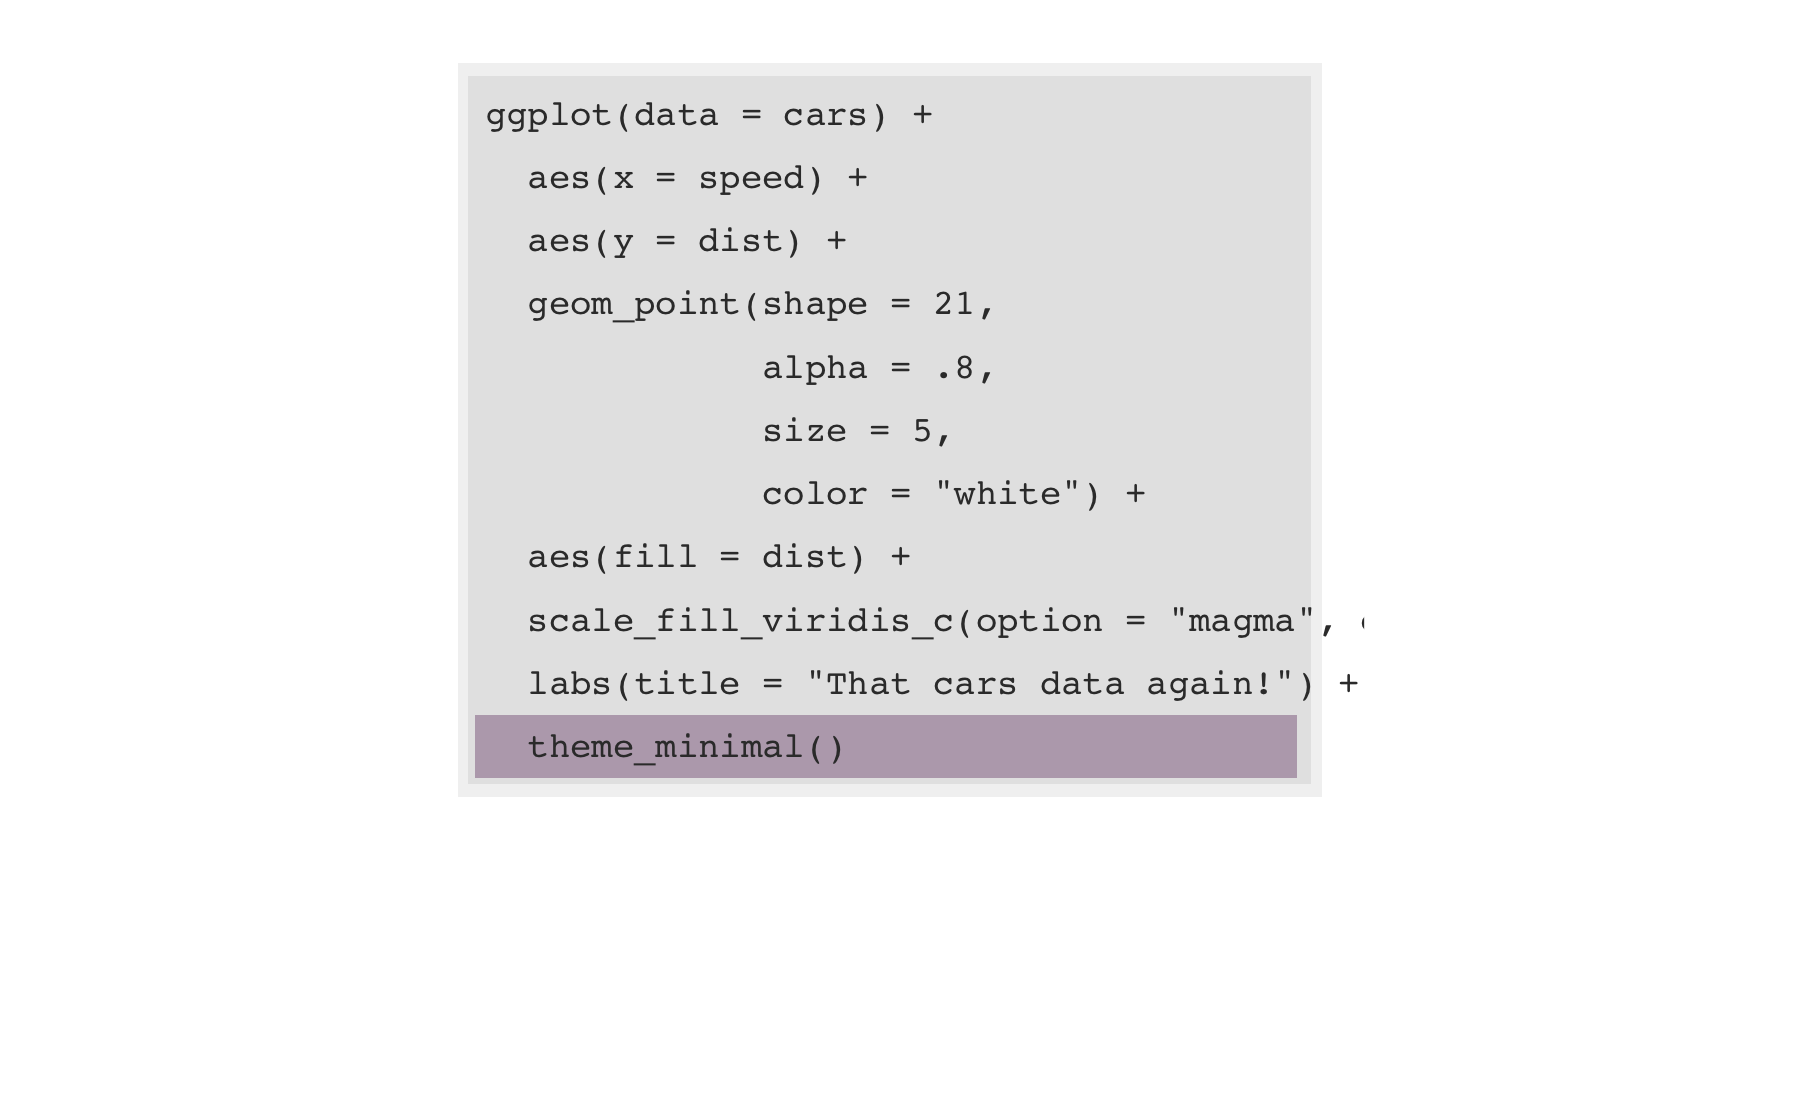 ggplot(data = cars) +
  aes(x = speed) +
  aes(y = dist) +
  geom_point(shape = 21,
             alpha = .8,
             size = 5,
             color = "white") +
  aes(fill = dist) +
  scale_fill_viridis_c(option = "magma",
  labs(title = "That cars data again!") +
  theme_minimal()